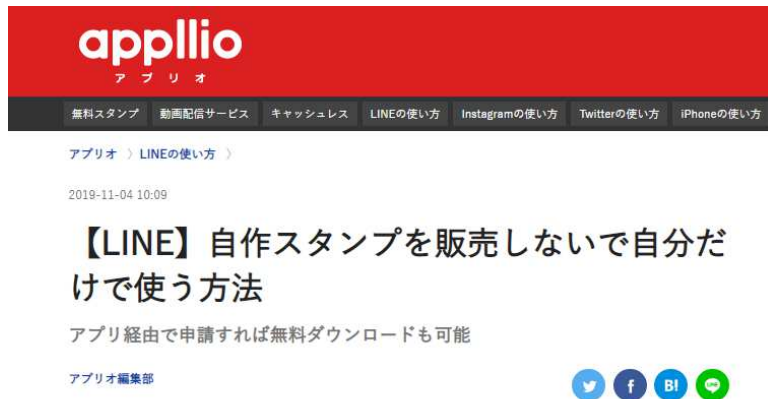 appllio
アプリオ
無料スタンプ 動画配信サービス キャッシュレス LINEの使い方 Instagramの使い方 Twitterの使い方 iPhoneの使い方
アプリオ 〉 LINEの使い方 〉
2019-11-04 10:09
【LINE】自作スタンプを販売しないで自分だ
けで使う方法
アプリ経由で申請すれば無料ダウンロードも可能
アプリオ編集部
f B! LINE